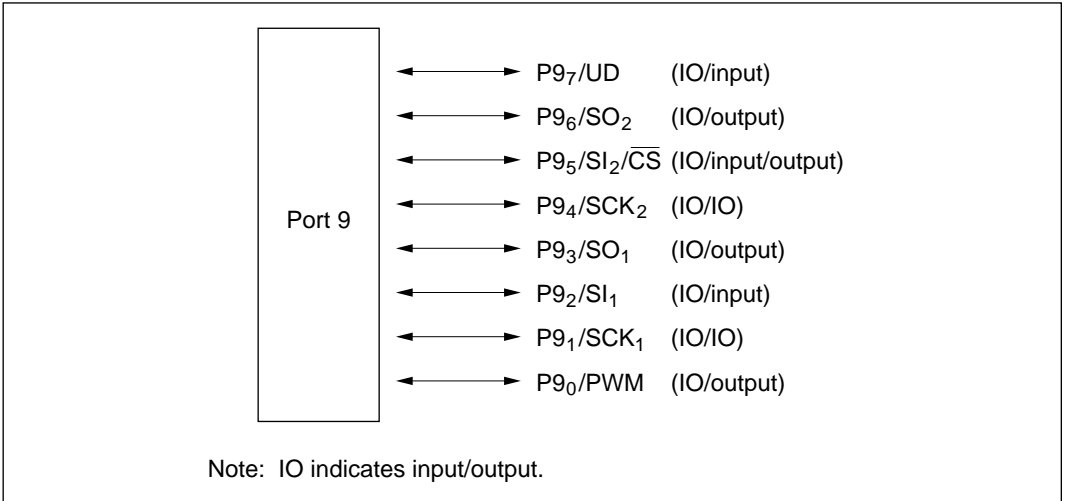 Port 9
P9₇/UD (IO/input)
P9₆/SO₂ (IO/output)
P9₅/SI₂/C̅S̅ (IO/input/output)
P9₄/SCK₂ (IO/IO)
P9₃/SO₁ (IO/output)
P9₂/SI₁ (IO/input)
P9₁/SCK₁ (IO/IO)
P9₀/PWM (IO/output)
Note: IO indicates input/output.